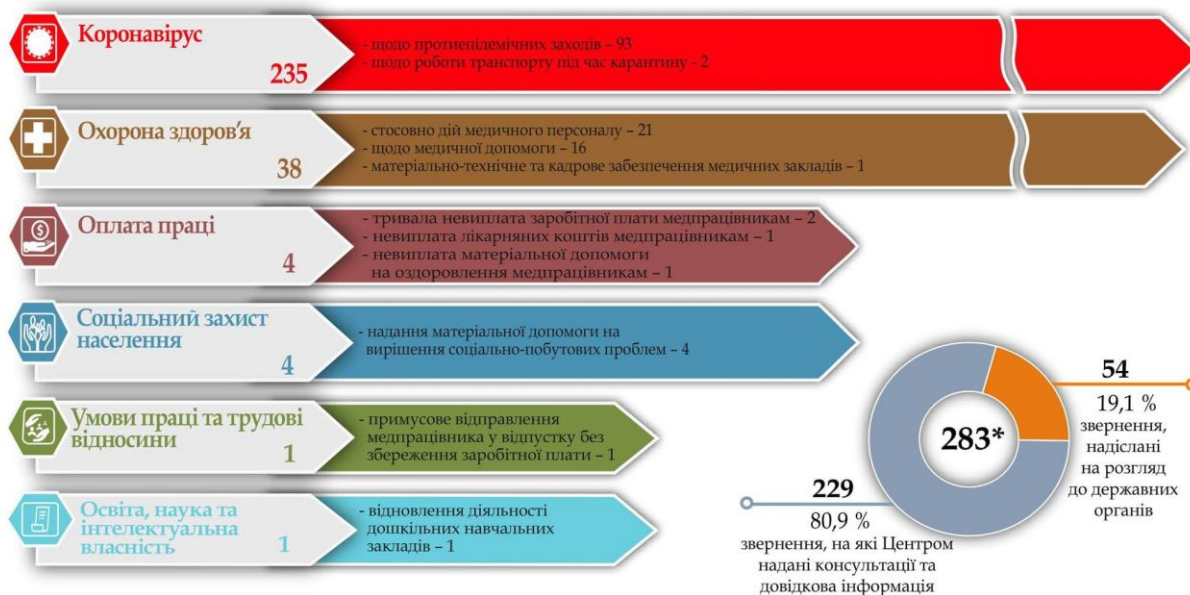 Коронавірус
235
- щодо протиепідемічних заходів – 93
- щодо роботи транспорту під час карантину - 2
Охорона здоров'я
38
- стосовно дій медичного персоналу – 21
- щодо медичної допомоги – 16
- матеріально-технічне та кадрове забезпечення медичних закладів – 1
Оплата праці
4
- тривала невиплата заробітної плати медпрацівникам – 2
- невиплата лікарняних коштів медпрацівникам – 1
- невиплата матеріальної допомоги
на оздоровлення медпрацівникам – 1
Соціальний захист
населення
4
- надання матеріальної допомоги на
вирішення соціально-побутових проблем – 4
Умови праці та трудові
відносини
1
- примусове відправлення
медпрацівника у відпустку без
збереження заробітної плати – 1
Освіта, наука та
інтелектуальна
власність
1
- відновлення діяльності
дошкільних навчальних
закладів – 1
283*
54
19,1 %
звернення,
надіслані
на розгляд
до державних
органів
229
80,9 %
звернення, на які Центром
надані консультації та
довідкова інформація